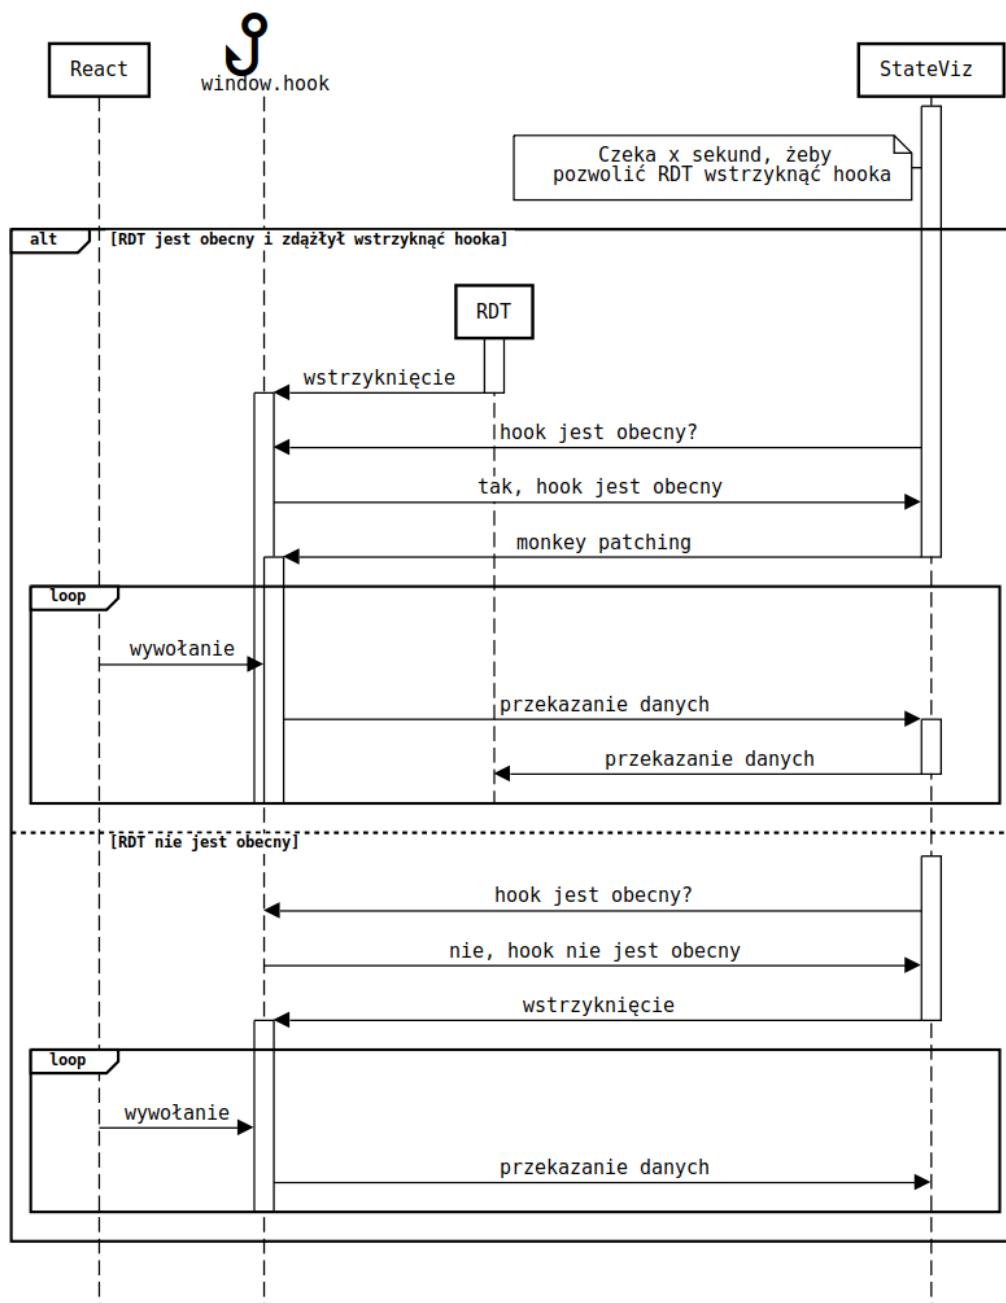 React
window.hook
StateViz
Czeka x sekund, żeby
pozwolić RDT wstrzyknąć hooka
alt
[RDT jest obecny i zdążłył wstrzyknąć hooka]
RDT
wstrzyknięcie
hook jest obecny?
tak, hook jest obecny
monkey patching
loop
wywołanie
przekazanie danych
przekazanie danych
[RDT nie jest obecny]
hook jest obecny?
nie, hook nie jest obecny
wstrzyknięcie
loop
wywołanie
przekazanie danych